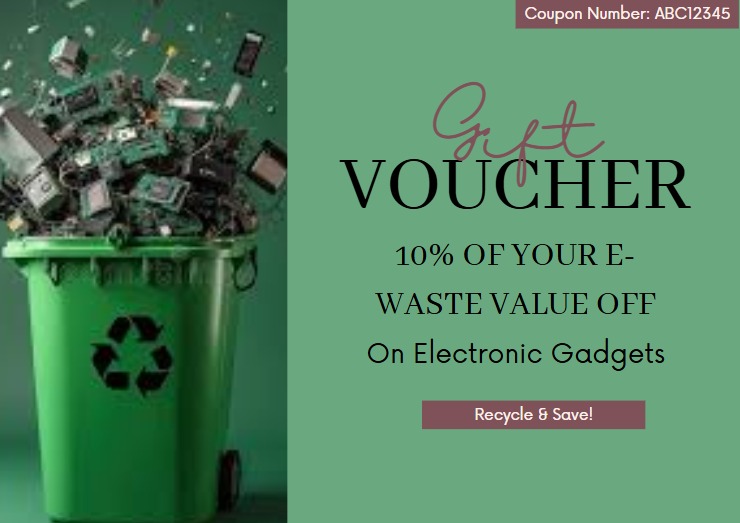 Coupon Number: ABC12345
Gift
VOUCHER
10% OF YOUR E-
WASTE VALUE OFF
On Electronic Gadgets
Recycle & Save!